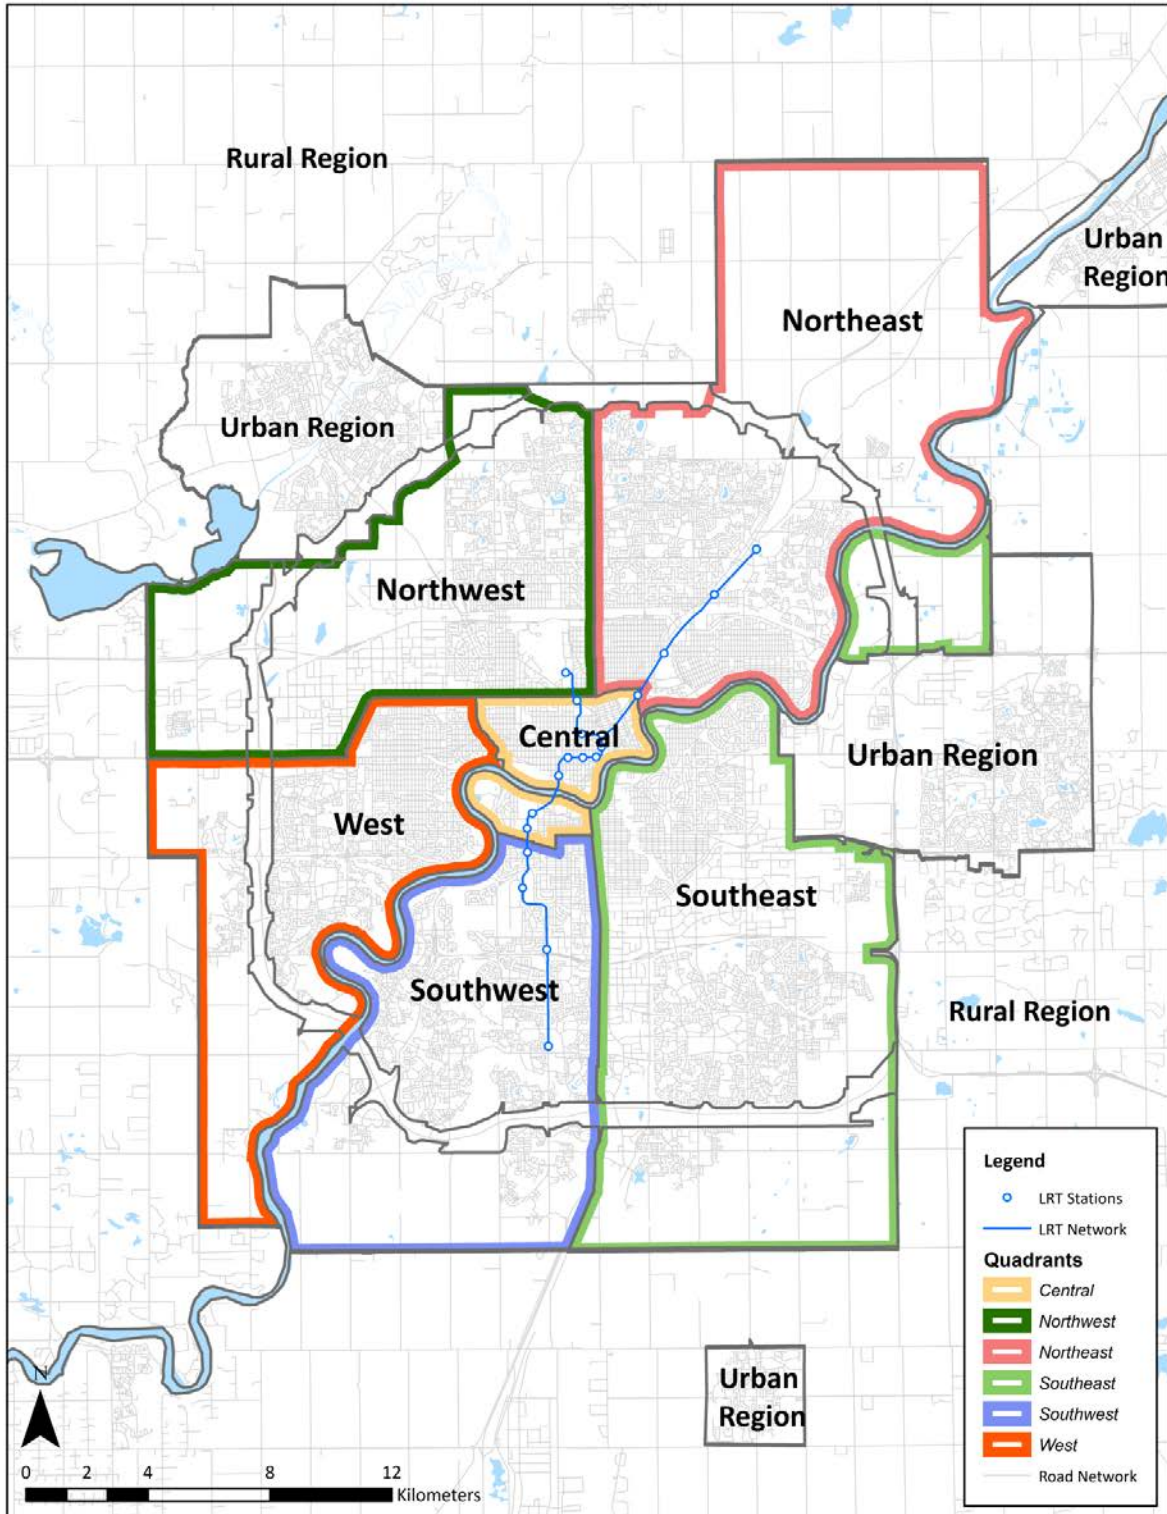 Rural Region
Urban
Region
Northeast
Urban Region
Northwest
Central
Urban Region
West
Southeast
Southwest
Rural Region
Urban
Region
Legend
LRT Stations
LRT Network
Quadrants
Central
Northwest
Northeast
Southeast
Southwest
West
Road Network
N
0 2 4 8 12
Kilometers